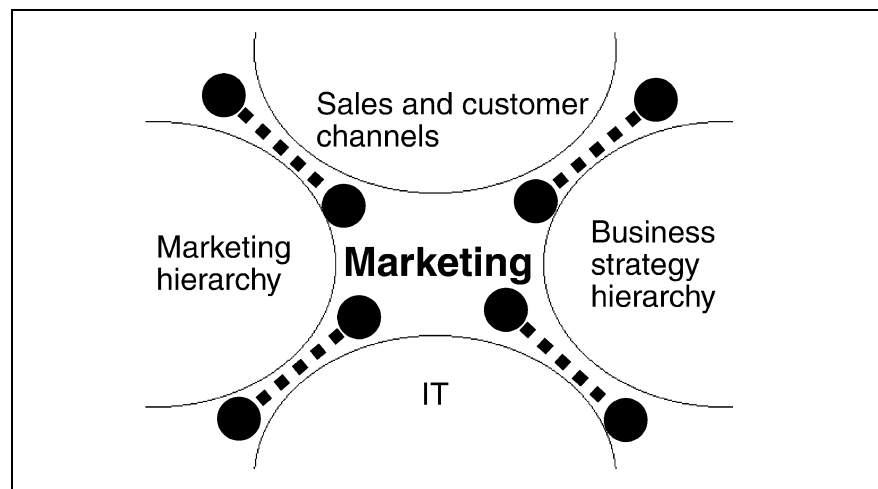 Sales and customer
channels
Marketing
hierarchy
Marketing
Business
strategy
hierarchy
IT